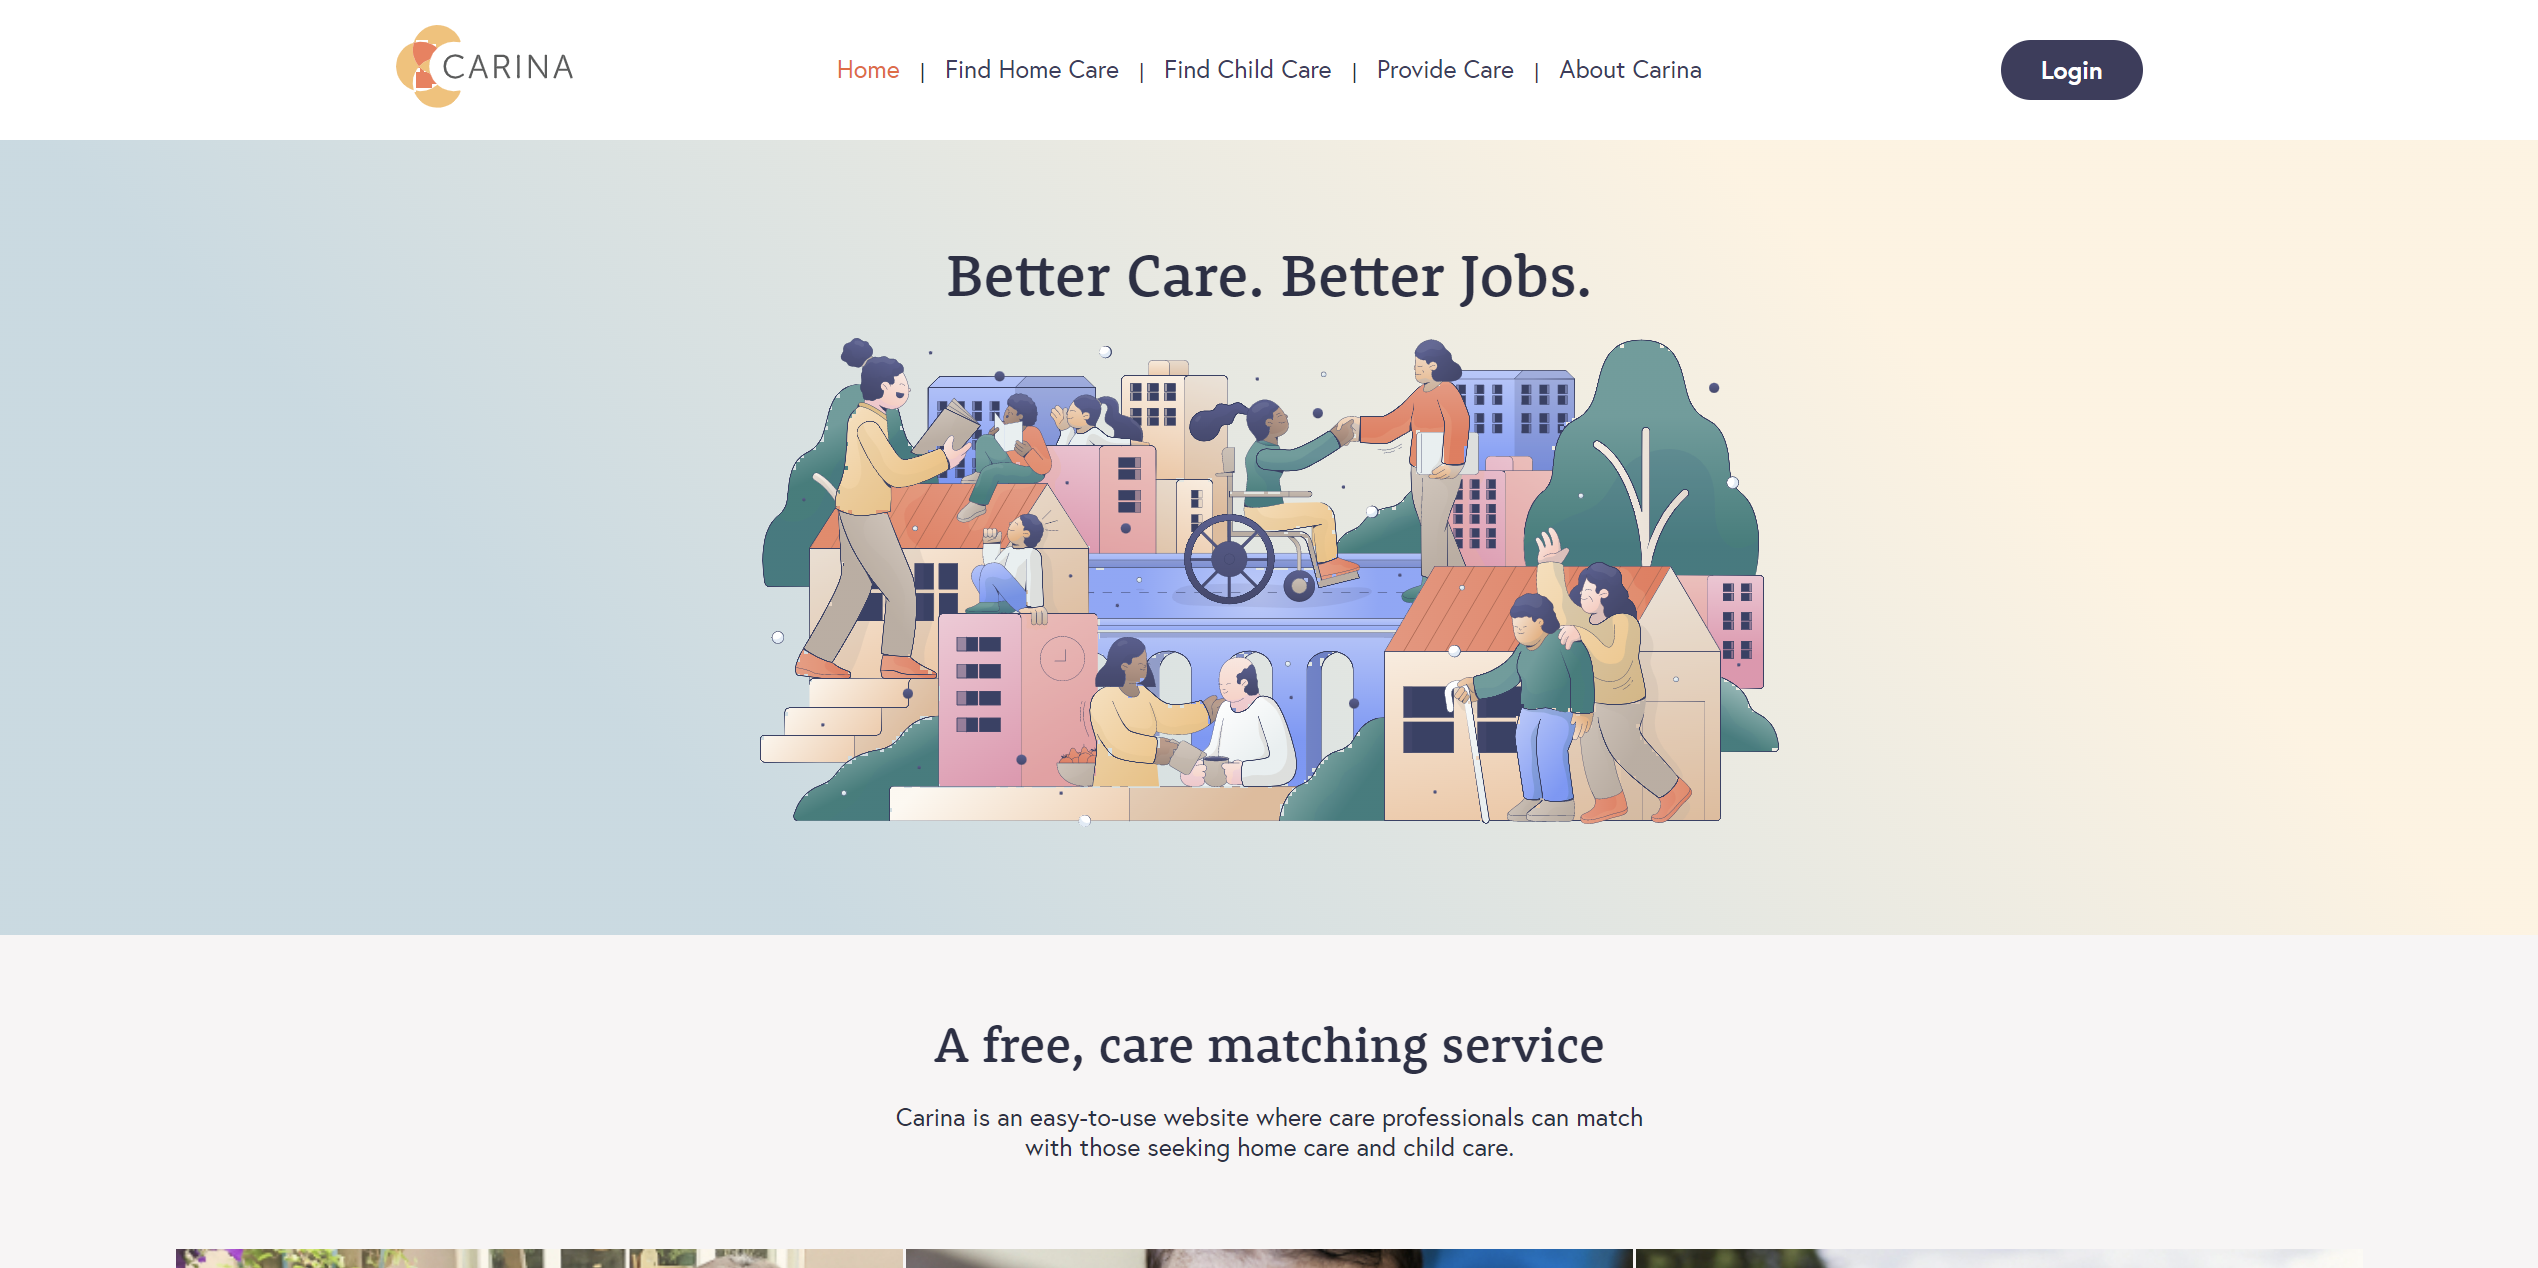 CARINA
Home | Find Home Care | Find Child Care | Provide Care | About Carina
Login
Better Care. Better Jobs.
A free, care matching service
Carina is an easy-to-use website where care professionals can match
with those seeking home care and child care.